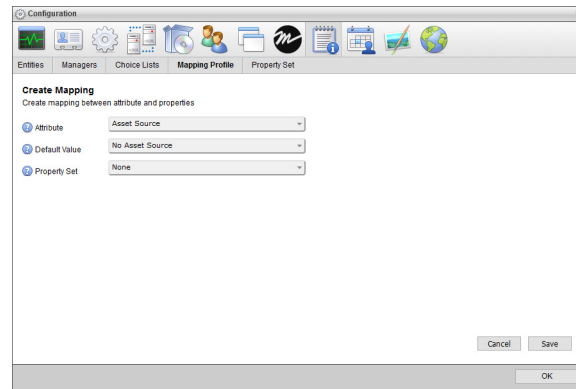 Configuration
Entities Managers Choice Lists Mapping Profile Property Set
Create Mapping
Create mapping between attribute and properties
Attribute Asset Source
Default Value No Asset Source
Property Set None
Cancel Save
OK